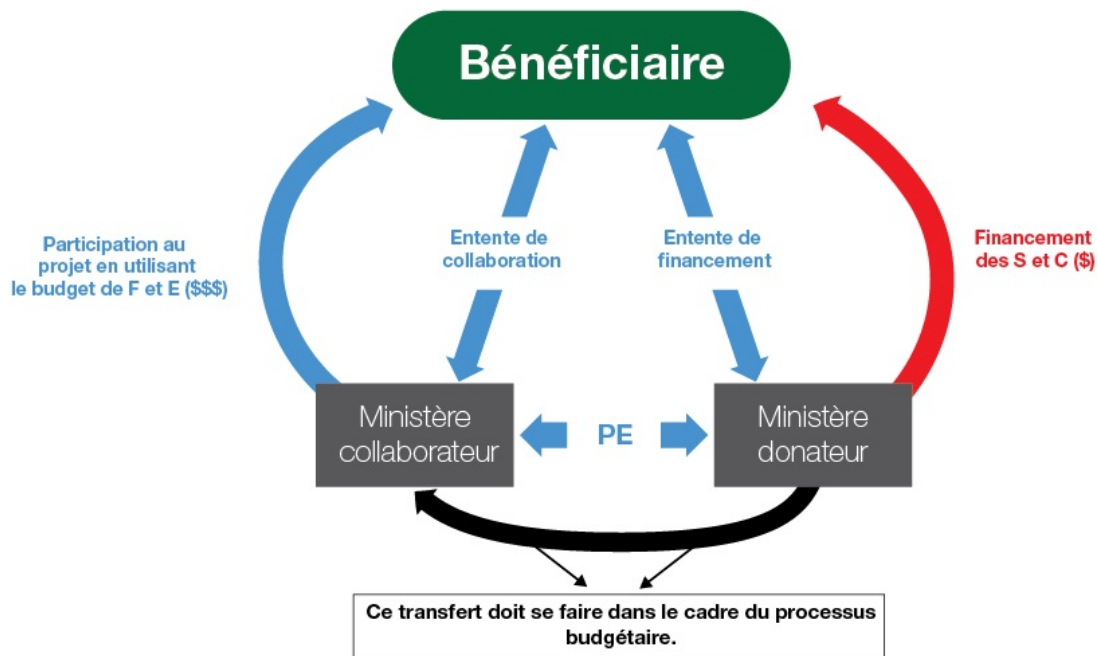 Bénéficiaire
Participation au
projet en utilisant
le budget de F et E ($$$)
Entente de
collaboration
Entente de
financement
Financement
des S et C ($)
Ministère
collaborateur
PE
Ministère
donateur
Ce transfert doit se faire dans le cadre du processus
budgétaire.